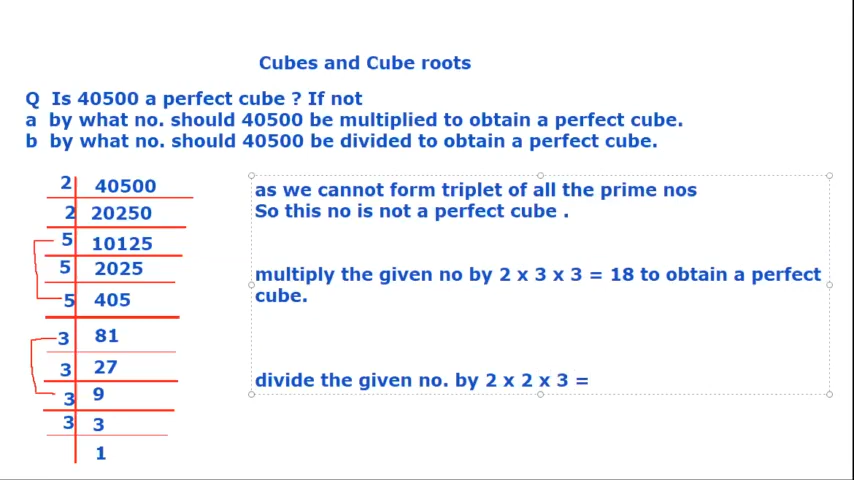 Cubes and Cube roots
Q Is 40500 a perfect cube ? If not
a by what no. should 40500 be multiplied to obtain a perfect cube.
b by what no. should 40500 be divided to obtain a perfect cube.
2 40500
2 20250
5 10125
5 2025
5 405
3 81
3 27
3 9
3 3
1
as we cannot form triplet of all the prime nos
So this no is not a perfect cube .
multiply the given no by 2 x 3 x 3 = 18 to obtain a perfect
cube.
divide the given no. by 2 x 2 x 3 =